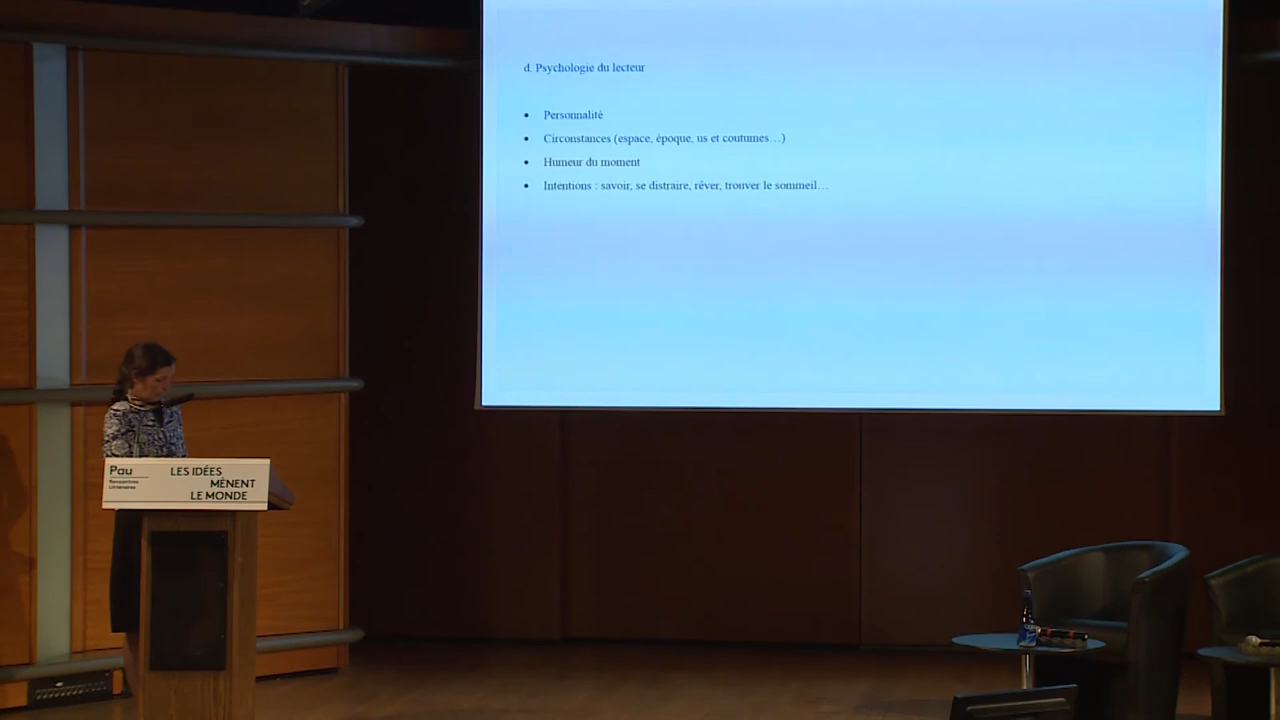 d. Psychologie du lecteur
• Personnalité
• Circonstances (espace, époque, us et coutumes…)
• Humeur du moment
• Intentions : savoir, se distraire, rêver, trouver le sommeil…
Pau
Rencontres
Littéraires
LES IDÉES
MÈNENT
LE MONDE